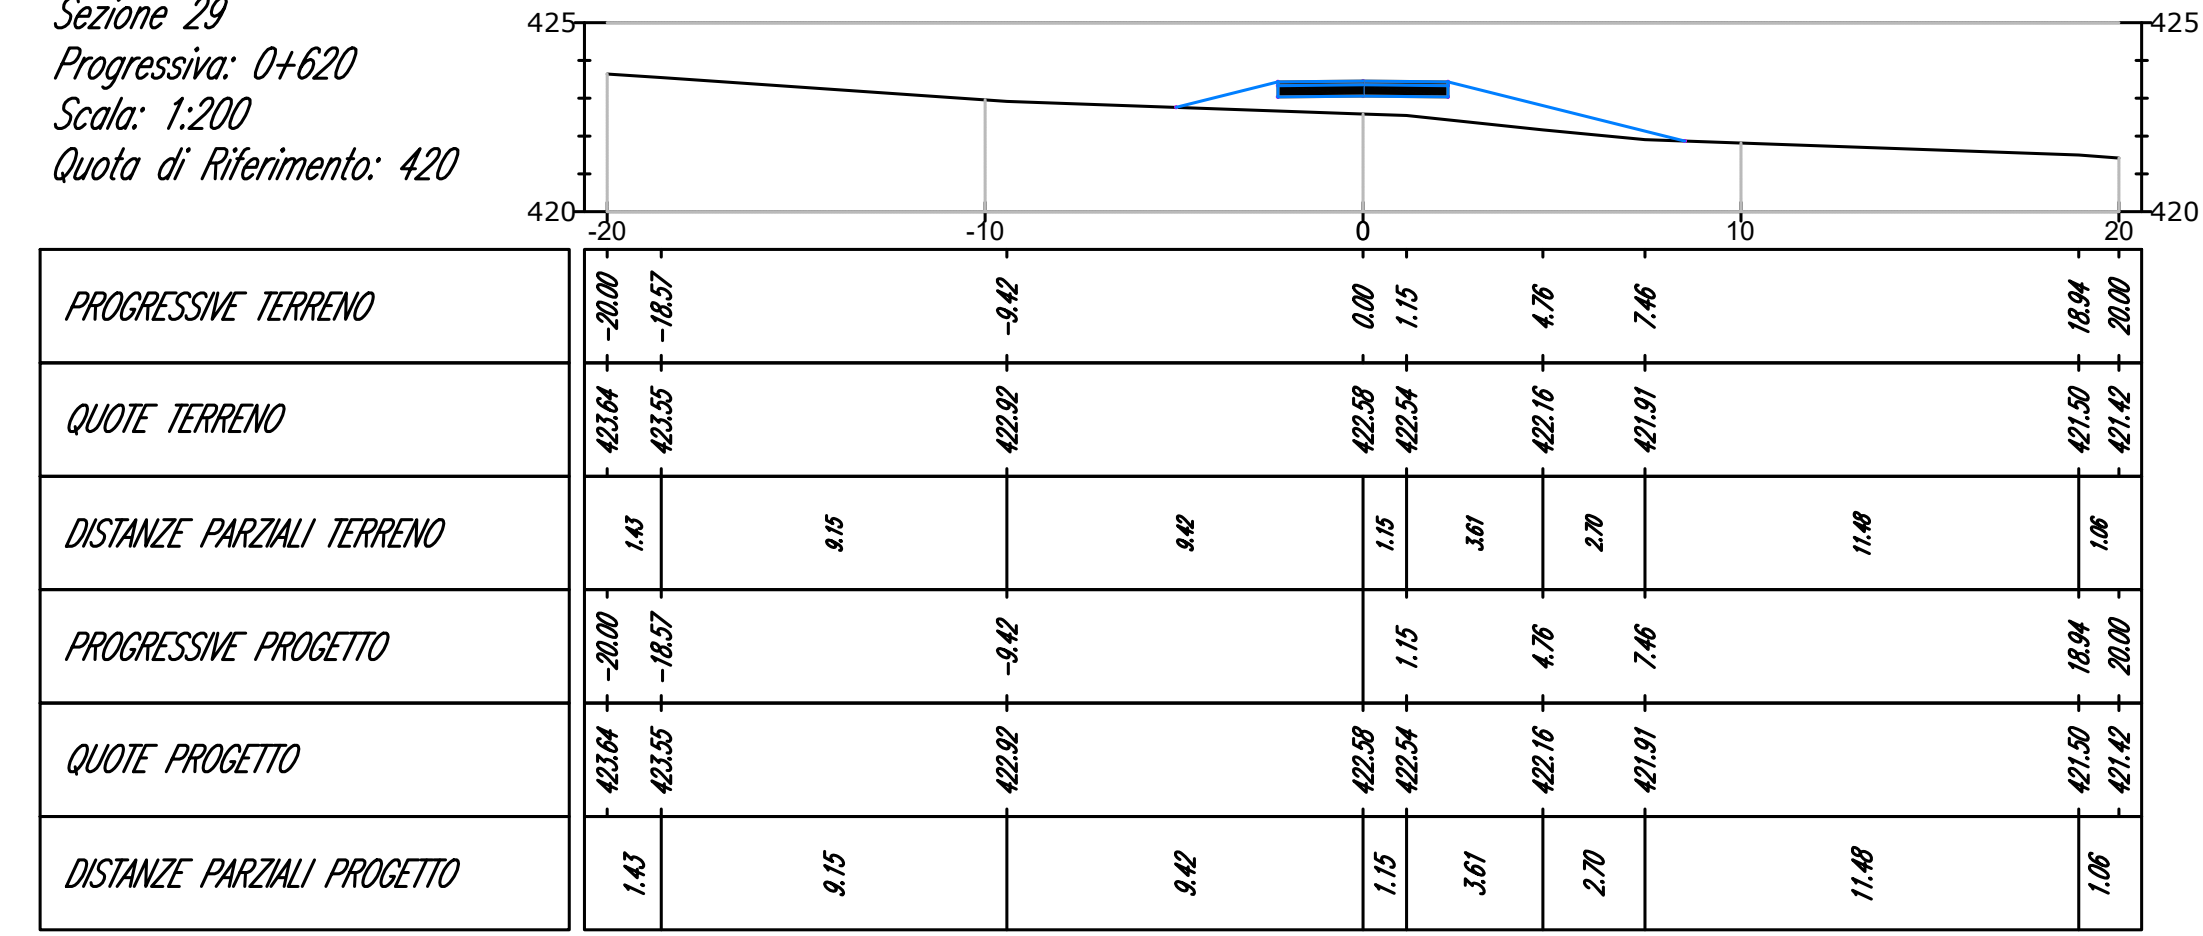 Sezione 29
Progressiva: 0+620
Scala: 1:200
Quota di Riferimento: 420
425 425
420 420
-20 -10 0 10 20
PROGRESSIVE TERRENO -20.00 -18.57 -9.42 0.00 1.15 4.76 7.46 18.94 20.00
QUOTE TERRENO 423.64 423.55 422.92 422.58 422.54 422.16 421.91 421.50 421.42
DISTANZE PARZIALI TERRENO 1.43 9.15 9.42 1.15 3.61 2.70 11.48 1.06
PROGRESSIVE PROGETTO -20.00 -18.57 -9.42 1.15 4.76 7.46 18.94 20.00
QUOTE PROGETTO 423.64 423.55 422.92 422.58 422.54 422.16 421.91 421.50 421.42
DISTANZE PARZIALI PROGETTO 1.43 9.15 9.42 1.15 3.61 2.70 11.48 1.06